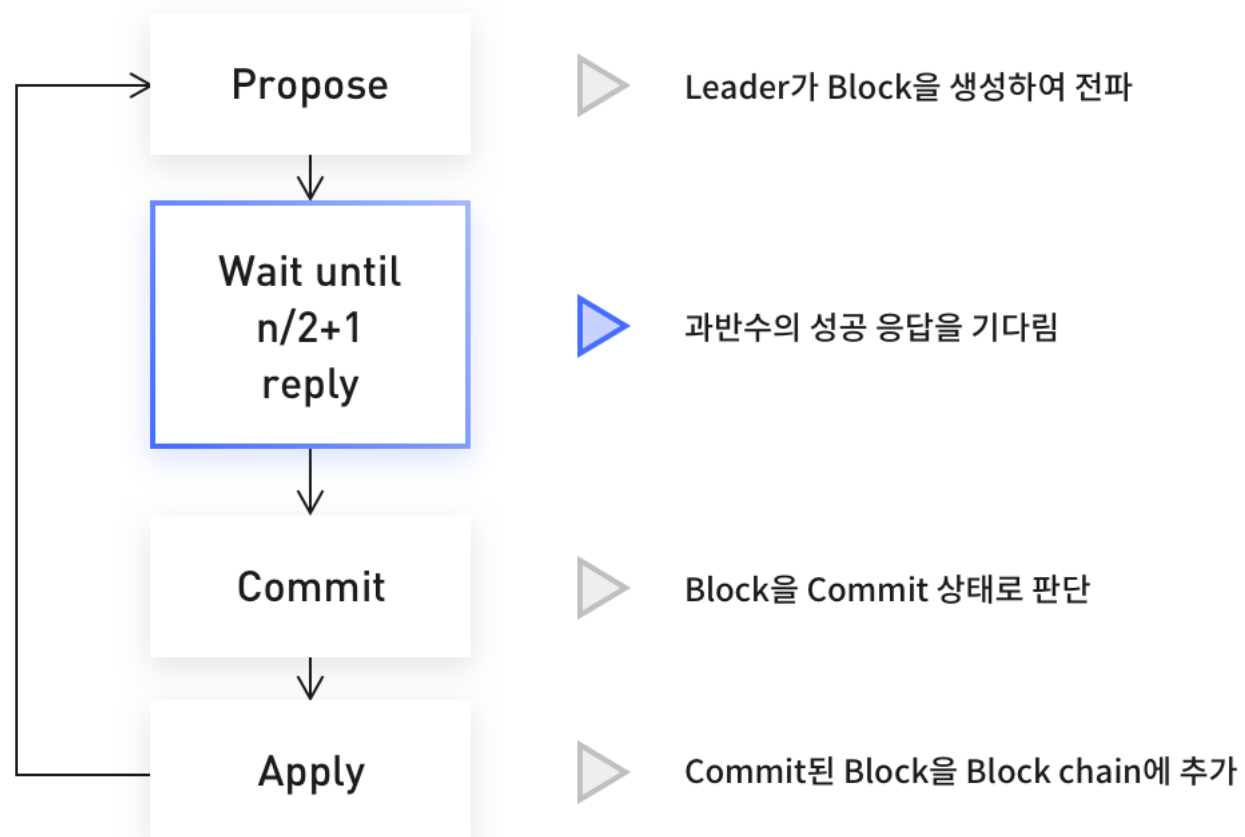 Propose
Leader가 Block을 생성하여 전파
Wait until
n/2+1
reply
과반수의 성공 응답을 기다림
Commit
Block을 Commit 상태로 판단
Apply
Commit된 Block을 Block chain에 추가